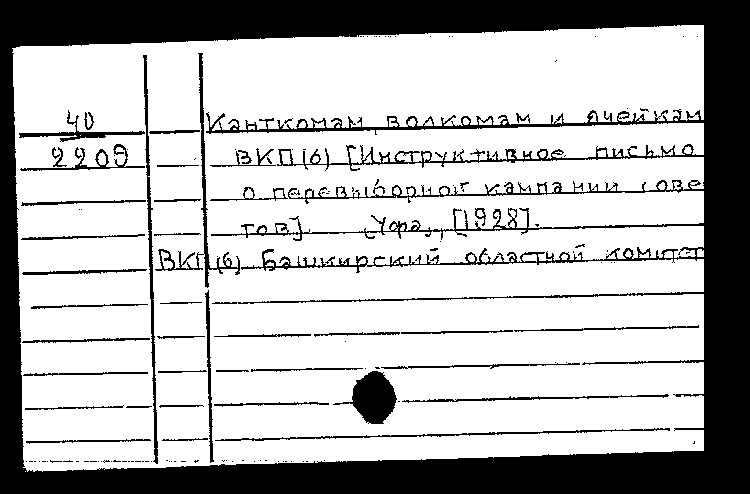 40
2209
Канткомам, волкомам и ячейкам
ВКП(б) [Инструктивное письмо
о перевыборной кампании сове-
тов]. [Уфа], [1928].
ВКП(б) Башкирский областной комитет